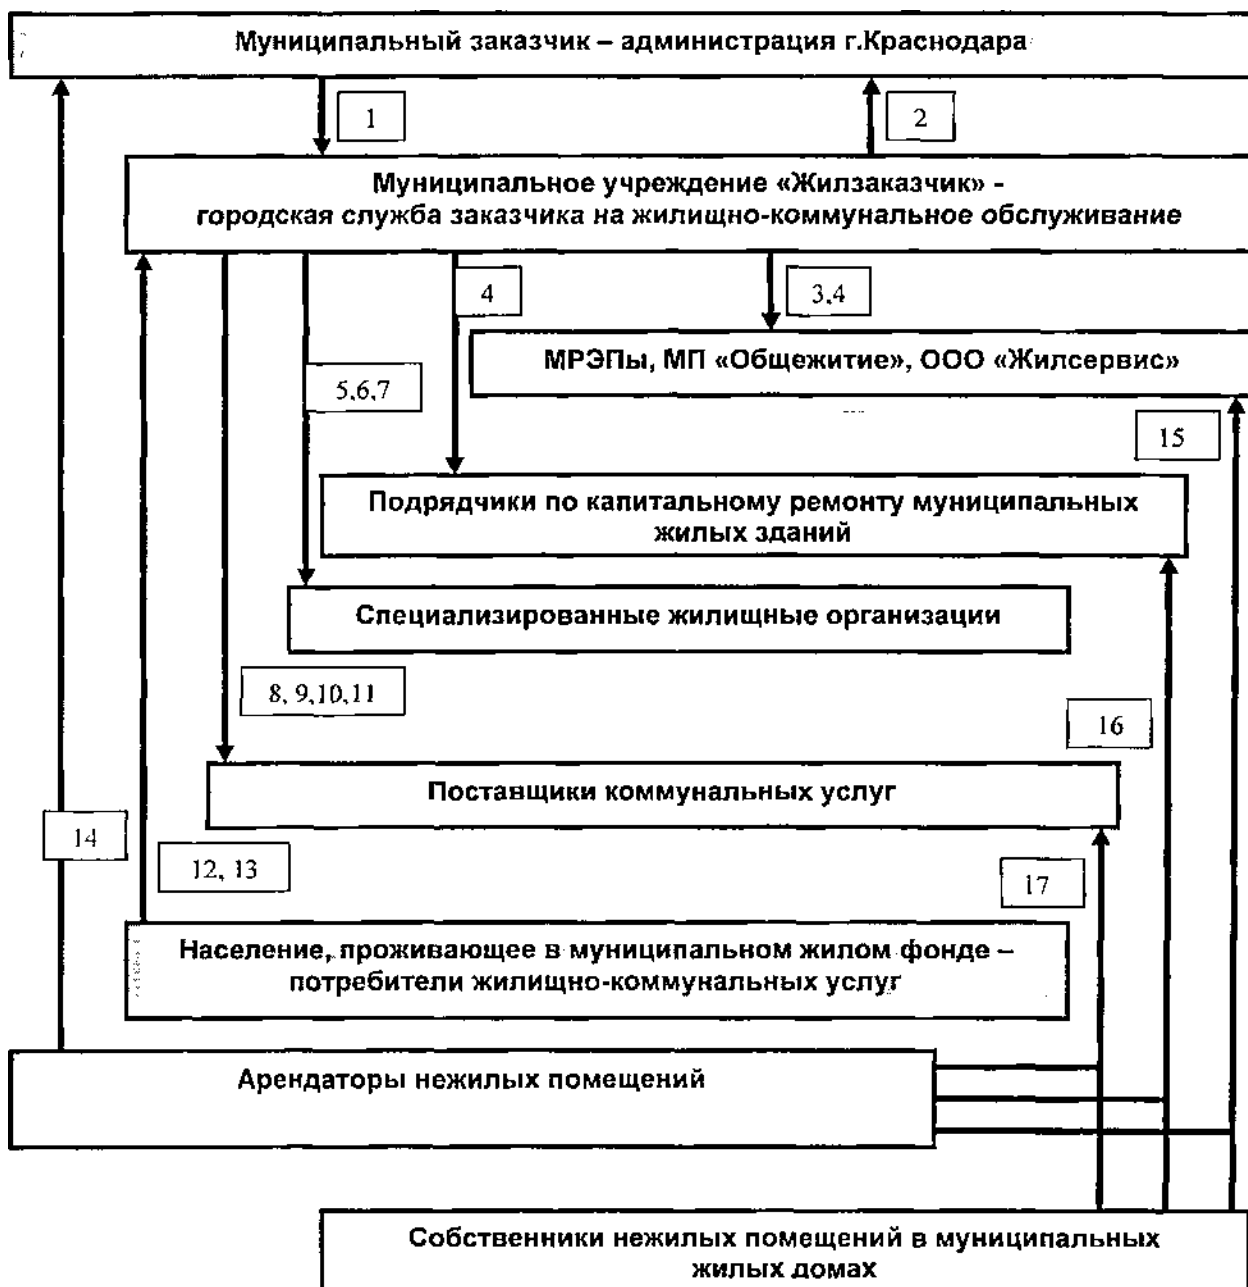 Муниципальный заказчик – администрация г.Краснодара
1
2
Муниципальное учреждение «Жилзаказчик» -
городская служба заказчика на жилищно-коммунальное обслуживание
4
3,4
МРЭПы, МП «Общежитие», ООО «Жилсервис»
5,6,7
15
Подрядчики по капитальному ремонту муниципальных
жилых зданий
Специализированные жилищные организации
8, 9,10,11
16
Поставщики коммунальных услуг
14
12, 13
17
Население, проживающее в муниципальном жилом фонде –
потребители жилищно-коммунальных услуг
Арендаторы нежилых помещений
Собственники нежилых помещений в муниципальных
жилых домах